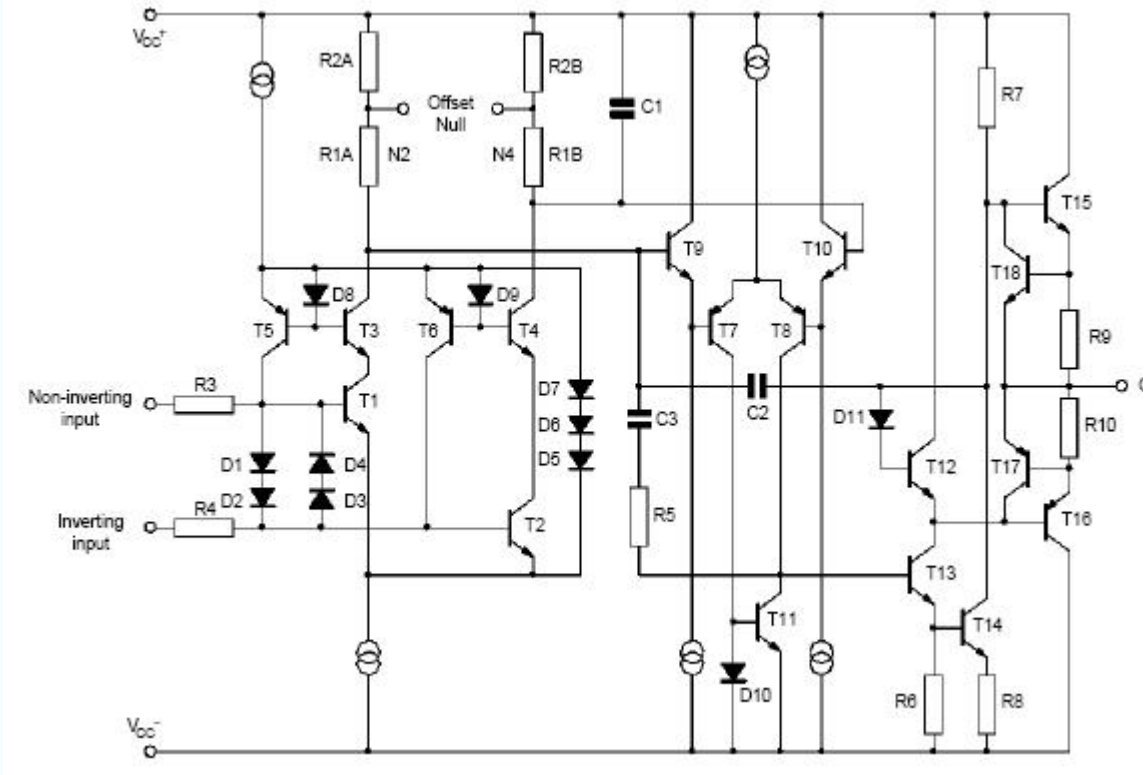 VCC+
R2A
R2B
Offset
Null
C1
R7
R1A
N2
N4
R1B
T15
T9
T10
T18
D8
D9
T5
T3
T6
T4
T7
T8
R9
R3
Non-inverting
input
T1
D7
D6
D5
C3
C2
D11
R10
D1
D4
D2
D3
T12
T17
R4
Inverting
input
T2
R5
T16
T13
T11
T14
D10
R6
R8
VCC-